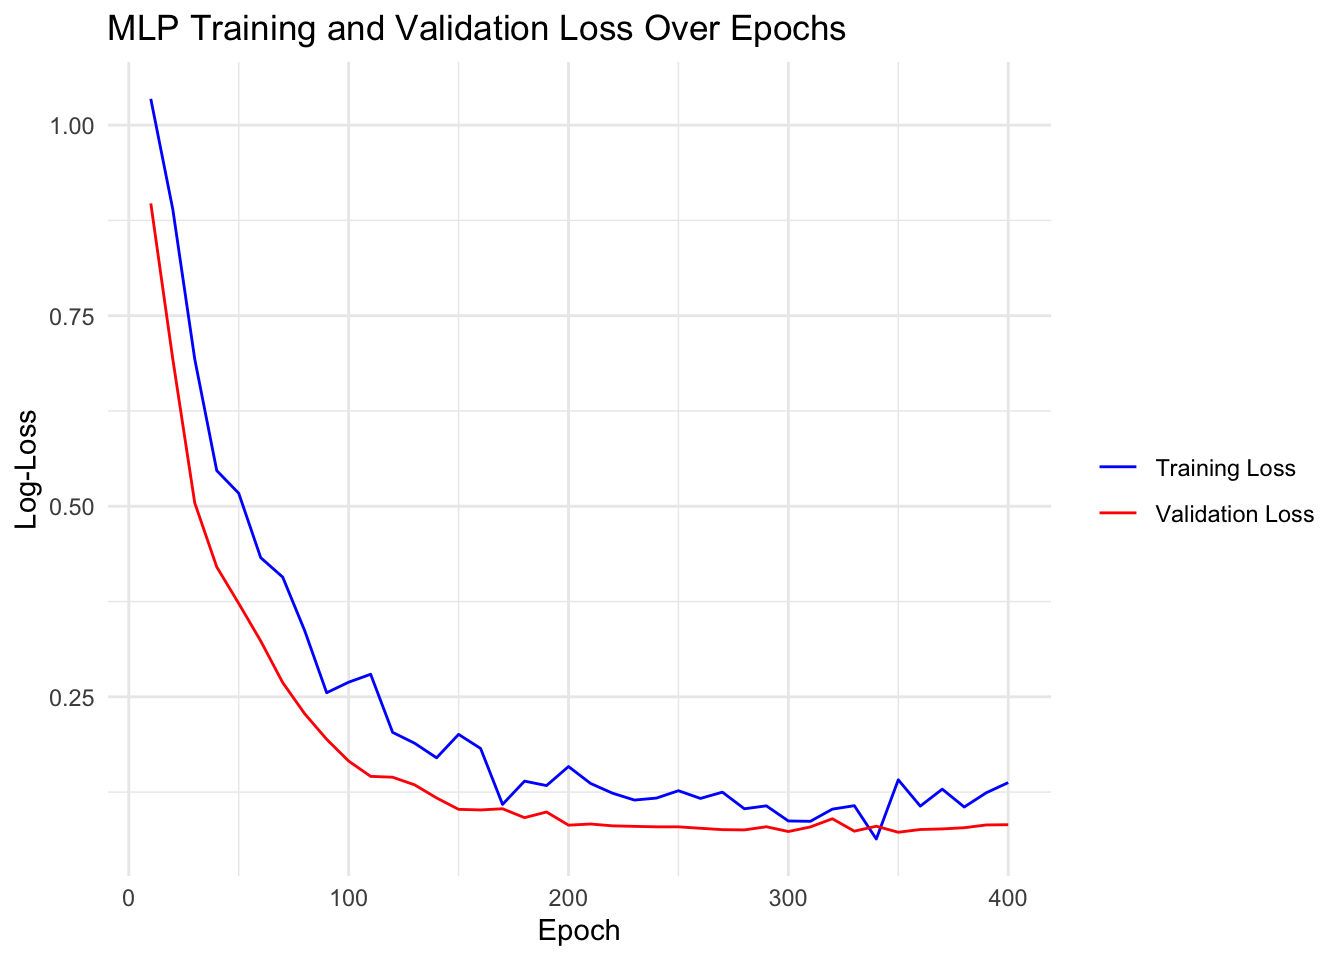 MLP Training and Validation Loss Over Epochs
1.00
0.75
0.50
0.25
Log-Loss
0 100 200 300 400
Epoch
Training Loss
Validation Loss